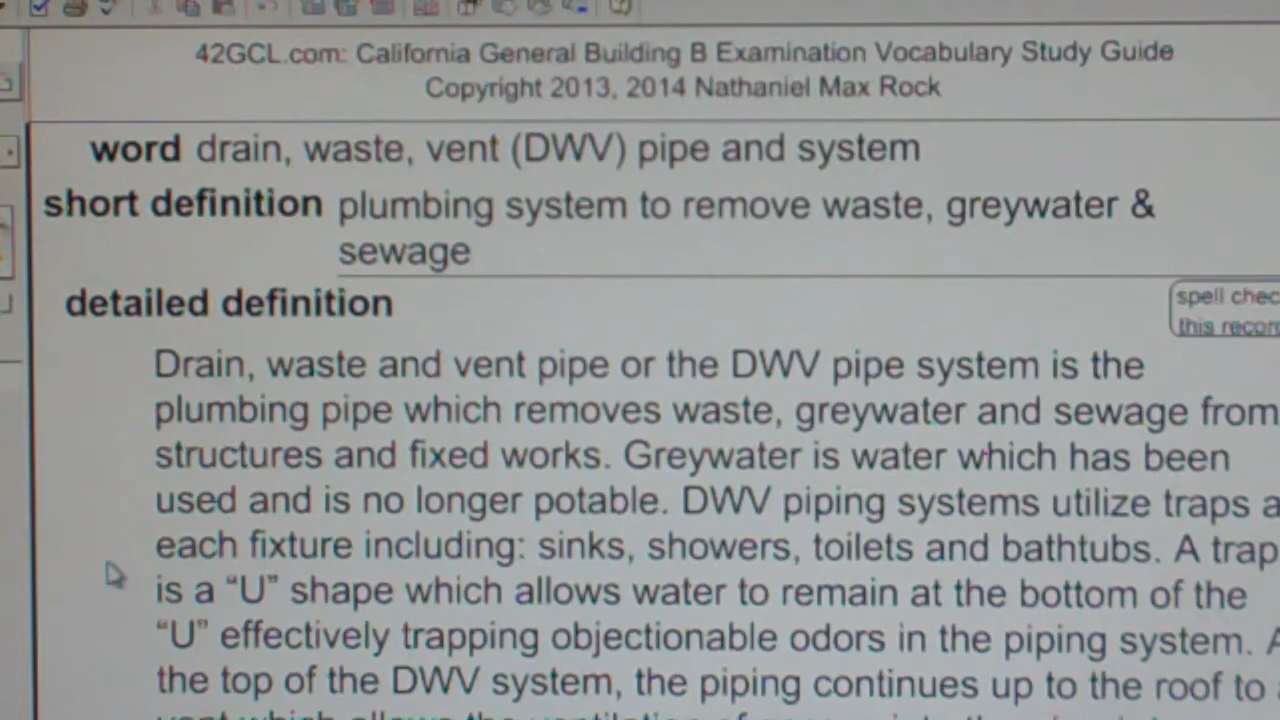 42GCL.com: California General Building B Examination Vocabulary Study Guide
Copyright 2013, 2014 Nathaniel Max Rock
word drain, waste, vent (DWV) pipe and system
short definition plumbing system to remove waste, greywater &
sewage
detailed definition
spell chec
this recor
Drain, waste and vent pipe or the DWV pipe system is the
plumbing pipe which removes waste, greywater and sewage from
structures and fixed works. Greywater is water which has been
used and is no longer potable. DWV piping systems utilize traps a
each fixture including: sinks, showers, toilets and bathtubs. A trap
is a “U” shape which allows water to remain at the bottom of the
“U” effectively trapping objectionable odors in the piping system. A
the top of the DWV system, the piping continues up to the roof to